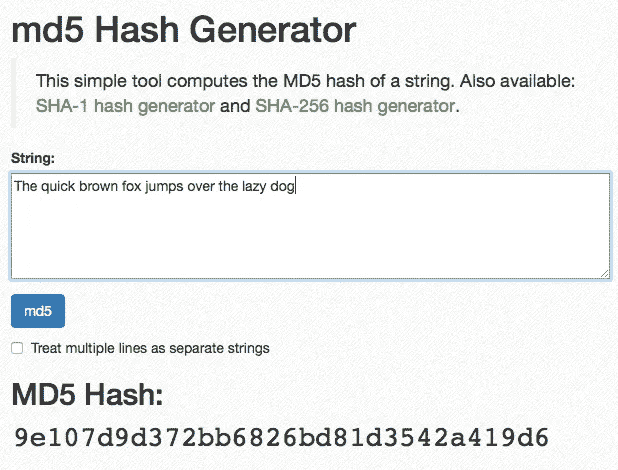 md5 Hash Generator
This simple tool computes the MD5 hash of a string. Also available:
SHA-1 hash generator and SHA-256 hash generator.
String:
The quick brown fox jumps over the lazy dog
md5
Treat multiple lines as separate strings
MD5 Hash:
9e107d9d372bb6826bd81d3542a419d6